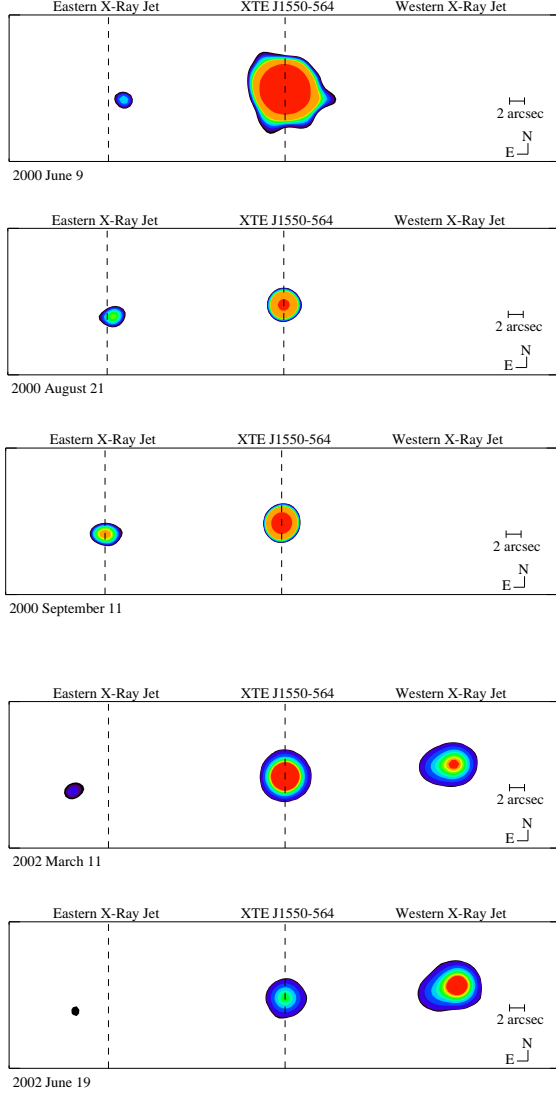 Eastern X-Ray Jet XTE J1550-564 Western X-Ray Jet
2 arcsec
N
E
2000 June 9
Eastern X-Ray Jet XTE J1550-564 Western X-Ray Jet
2 arcsec
N
E
2000 August 21
Eastern X-Ray Jet XTE J1550-564 Western X-Ray Jet
2 arcsec
N
E
2000 September 11
Eastern X-Ray Jet XTE J1550-564 Western X-Ray Jet
2 arcsec
N
E
2002 March 11
Eastern X-Ray Jet XTE J1550-564 Western X-Ray Jet
2 arcsec
N
E
2002 June 19